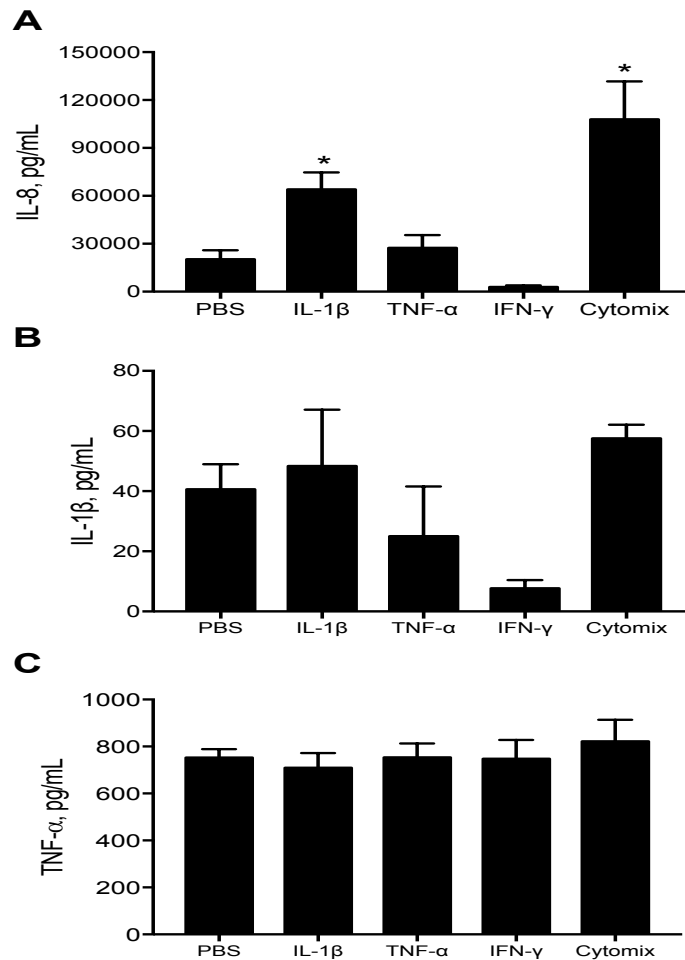 A
150000
120000
90000
60000
30000
0
IL-8, pg/mL
*
*
PBS IL-1β TNF-α IFN-γ Cytomix
B
80
60
40
20
0
IL-1β, pg/mL
PBS IL-1β TNF-α IFN-γ Cytomix
C
1000
800
600
400
200
0
TNF-α, pg/mL
PBS IL-1β TNF-α IFN-γ Cytomix